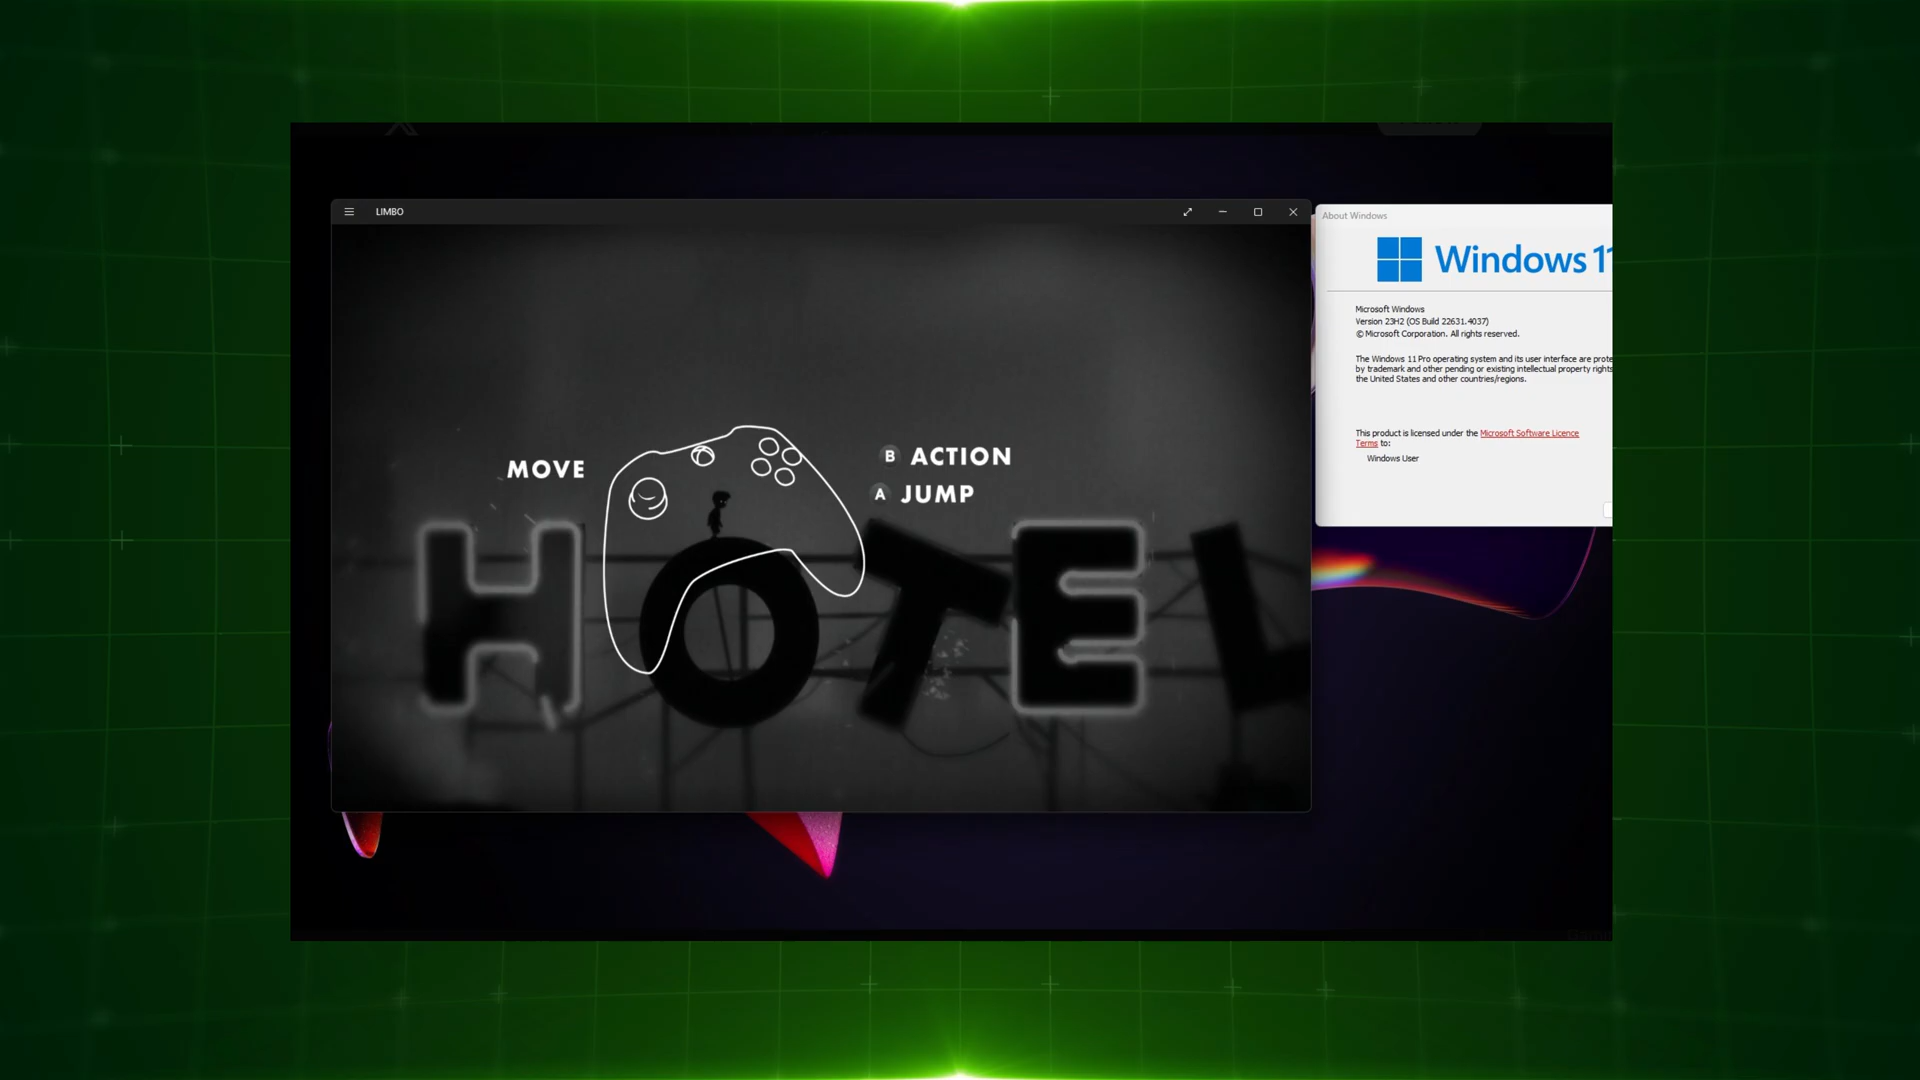 LIMBO
MOVE
B ACTION
A JUMP
HOTEL
About Windows
Windows 11
Microsoft Windows
Version 23H2 (OS Build 22631.4037)
© Microsoft Corporation. All rights reserved.
The Windows 11 Pro operating system and its user interface are prote
by trademark and other pending or existing intellectual property rights
the United States and other countries/regions.
This product is licensed under the Microsoft Software Licence
Terms to:
Windows User